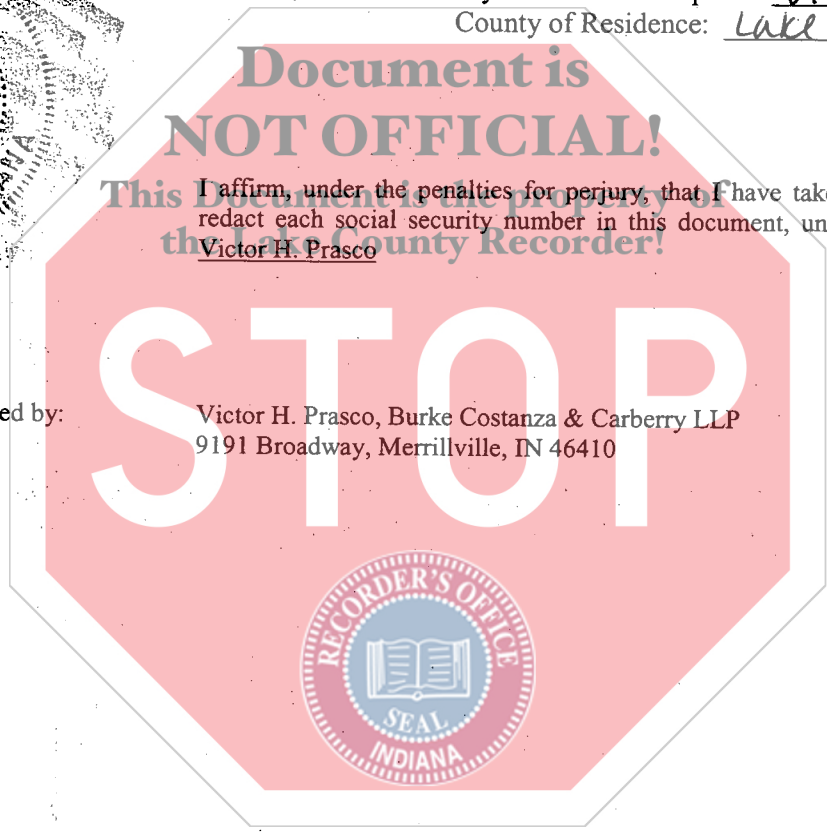 County of Residence: Lake
Document is
NOT OFFICIAL!
This Document is the property of
the Lake County Recorder!
I affirm, under the penalties for perjury, that I have take
redact each social security number in this document, un
Victor H. Prasco
STOP
ed by: Victor H. Prasco, Burke Costanza & Carberry LLP
9191 Broadway, Merrillville, IN 46410
RECORDER'S OFFICE
SEAL
INDIANA